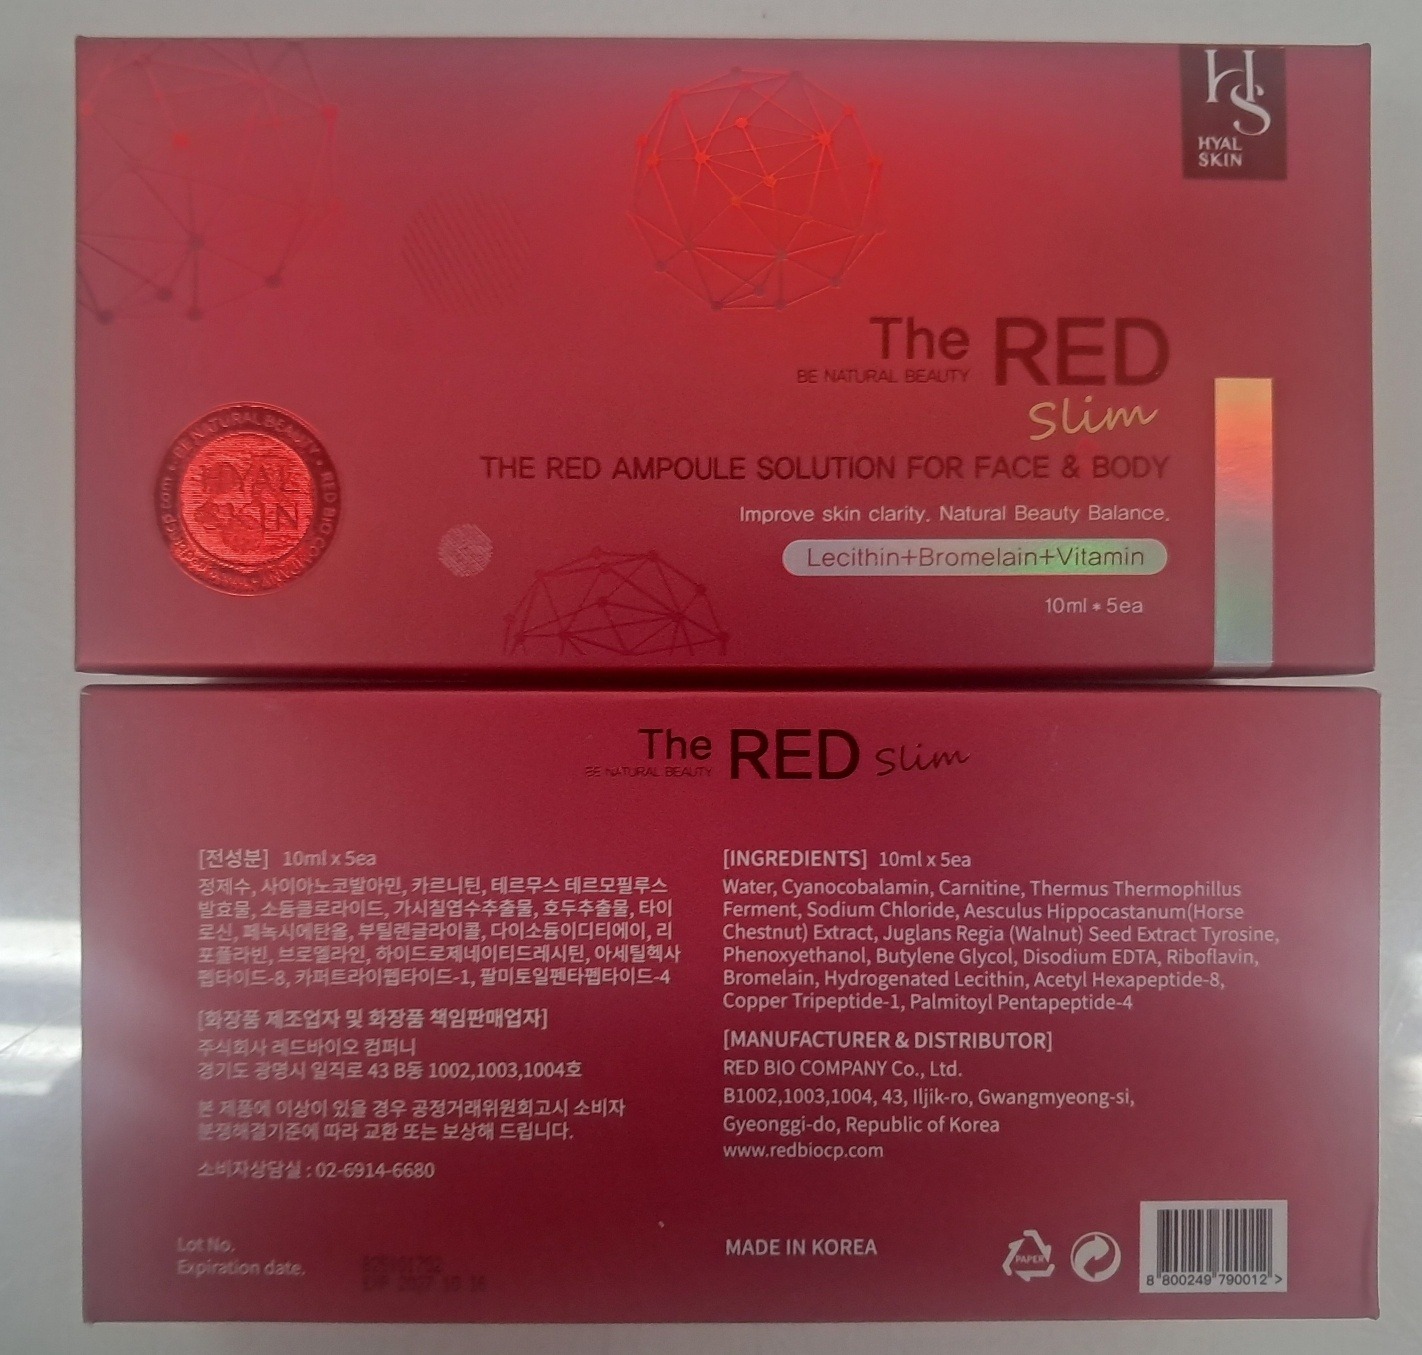 HS
HYAL
SKIN
The RED
BE NATURAL BEAUTY
Slim
THE RED AMPOULE SOLUTION FOR FACE & BODY
Improve skin clarity. Natural Beauty Balance.
Lecithin+Bromelain+Vitamin
10ml * 5ea
BE NATURAL BEAUTY • RED BIO COMPANY
HYAL
SKIN
The RED Slim
BE NATURAL BEAUTY
[전성분] 10ml x 5ea
정제수, 사이아노코발아민, 카르니틴, 테르무스 테르모필루스
발효물, 소듐클로라이드, 가시칠엽수추출물, 호두추출물, 타이
로신, 페녹시에탄올, 부틸렌글라이콜, 다이소듐이디티에이, 리
포플라빈, 브로멜라인, 하이드로제네이티드레시틴, 아세틸헥사
펩타이드-8, 카퍼트라이펩타이드-1, 팔미토일펜타펩타이드-4
[화장품 제조업자 및 화장품 책임판매업자]
주식회사 레드바이오 컴퍼니
경기도 광명시 일직로 43 B동 1002,1003,1004호
본 제품에 이상이 있을 경우 공정거래위원회고시 소비자
분쟁해결기준에 따라 교환 또는 보상해 드립니다.
소비자상담실 : 02-6914-6680
Lot No.
Expiration date.
[INGREDIENTS] 10ml x 5ea
Water, Cyanocobalamin, Carnitine, Thermus Thermophillus
Ferment, Sodium Chloride, Aesculus Hippocastanum(Horse
Chestnut) Extract, Juglans Regia (Walnut) Seed Extract Tyrosine,
Phenoxyethanol, Butylene Glycol, Disodium EDTA, Riboflavin,
Bromelain, Hydrogenated Lecithin, Acetyl Hexapeptide-8,
Copper Tripeptide-1, Palmitoyl Pentapeptide-4
[MANUFACTURER & DISTRIBUTOR]
RED BIO COMPANY Co., Ltd.
B1002,1003,1004, 43, Iljik-ro, Gwangmyeong-si,
Gyeonggi-do, Republic of Korea
www.redbiocp.com
MADE IN KOREA
PAPER
8 800249 790012 >